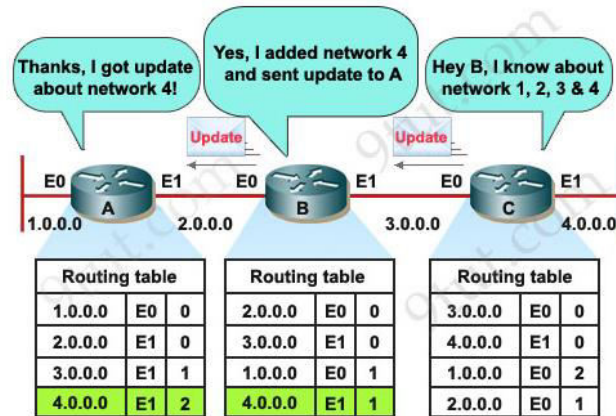 Thanks, I got update
about network 4!
Yes, I added network 4
and sent update to A
Hey B, I know about
network 1, 2, 3 & 4
Update
Update
E0 A E1 E0 B E1 E0 C E1
1.0.0.0 2.0.0.0 3.0.0.0 4.0.0.0
Routing table
1.0.0.0 E0 0
2.0.0.0 E1 0
3.0.0.0 E1 1
4.0.0.0 E1 2
Routing table
2.0.0.0 E0 0
3.0.0.0 E1 0
1.0.0.0 E0 1
4.0.0.0 E1 1
Routing table
3.0.0.0 E0 0
4.0.0.0 E1 0
1.0.0.0 E0 2
2.0.0.0 E0 1
9tut.com
9tut.com
9tut.com